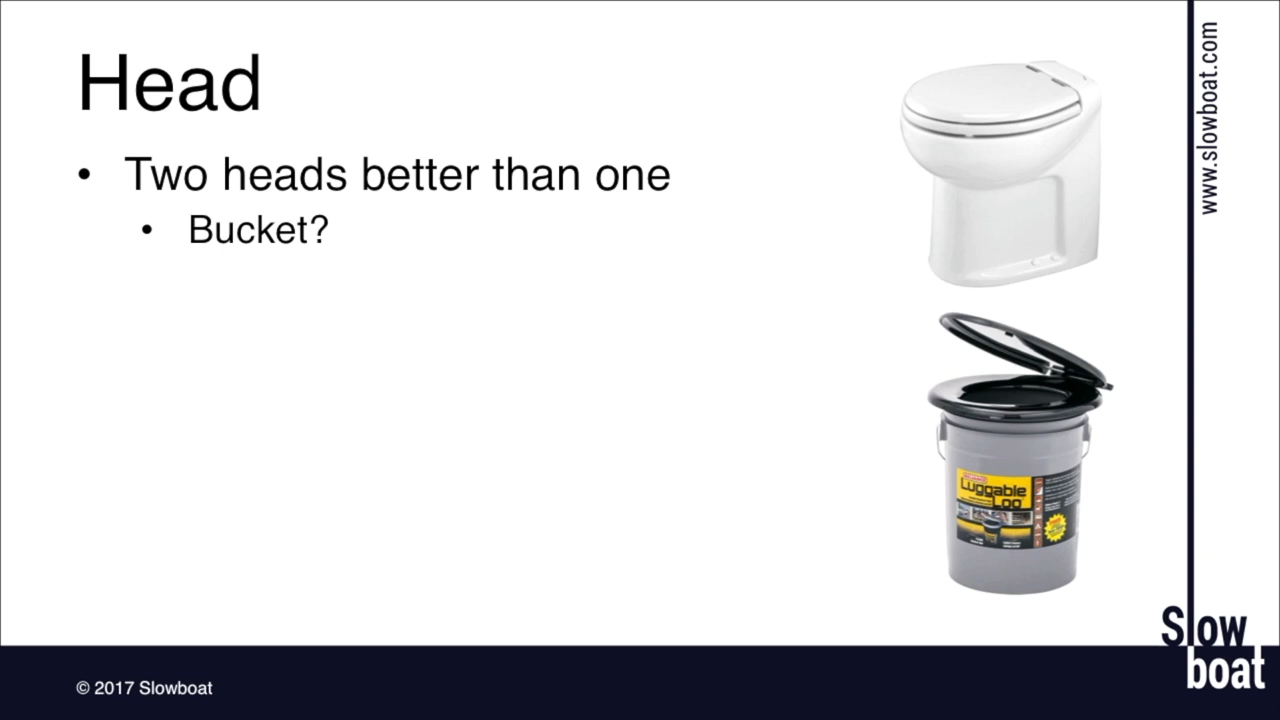 Head
• Two heads better than one
• Bucket?
www.slowboat.com
Luggable
Loo
© 2017 Slowboat
Slow
boat